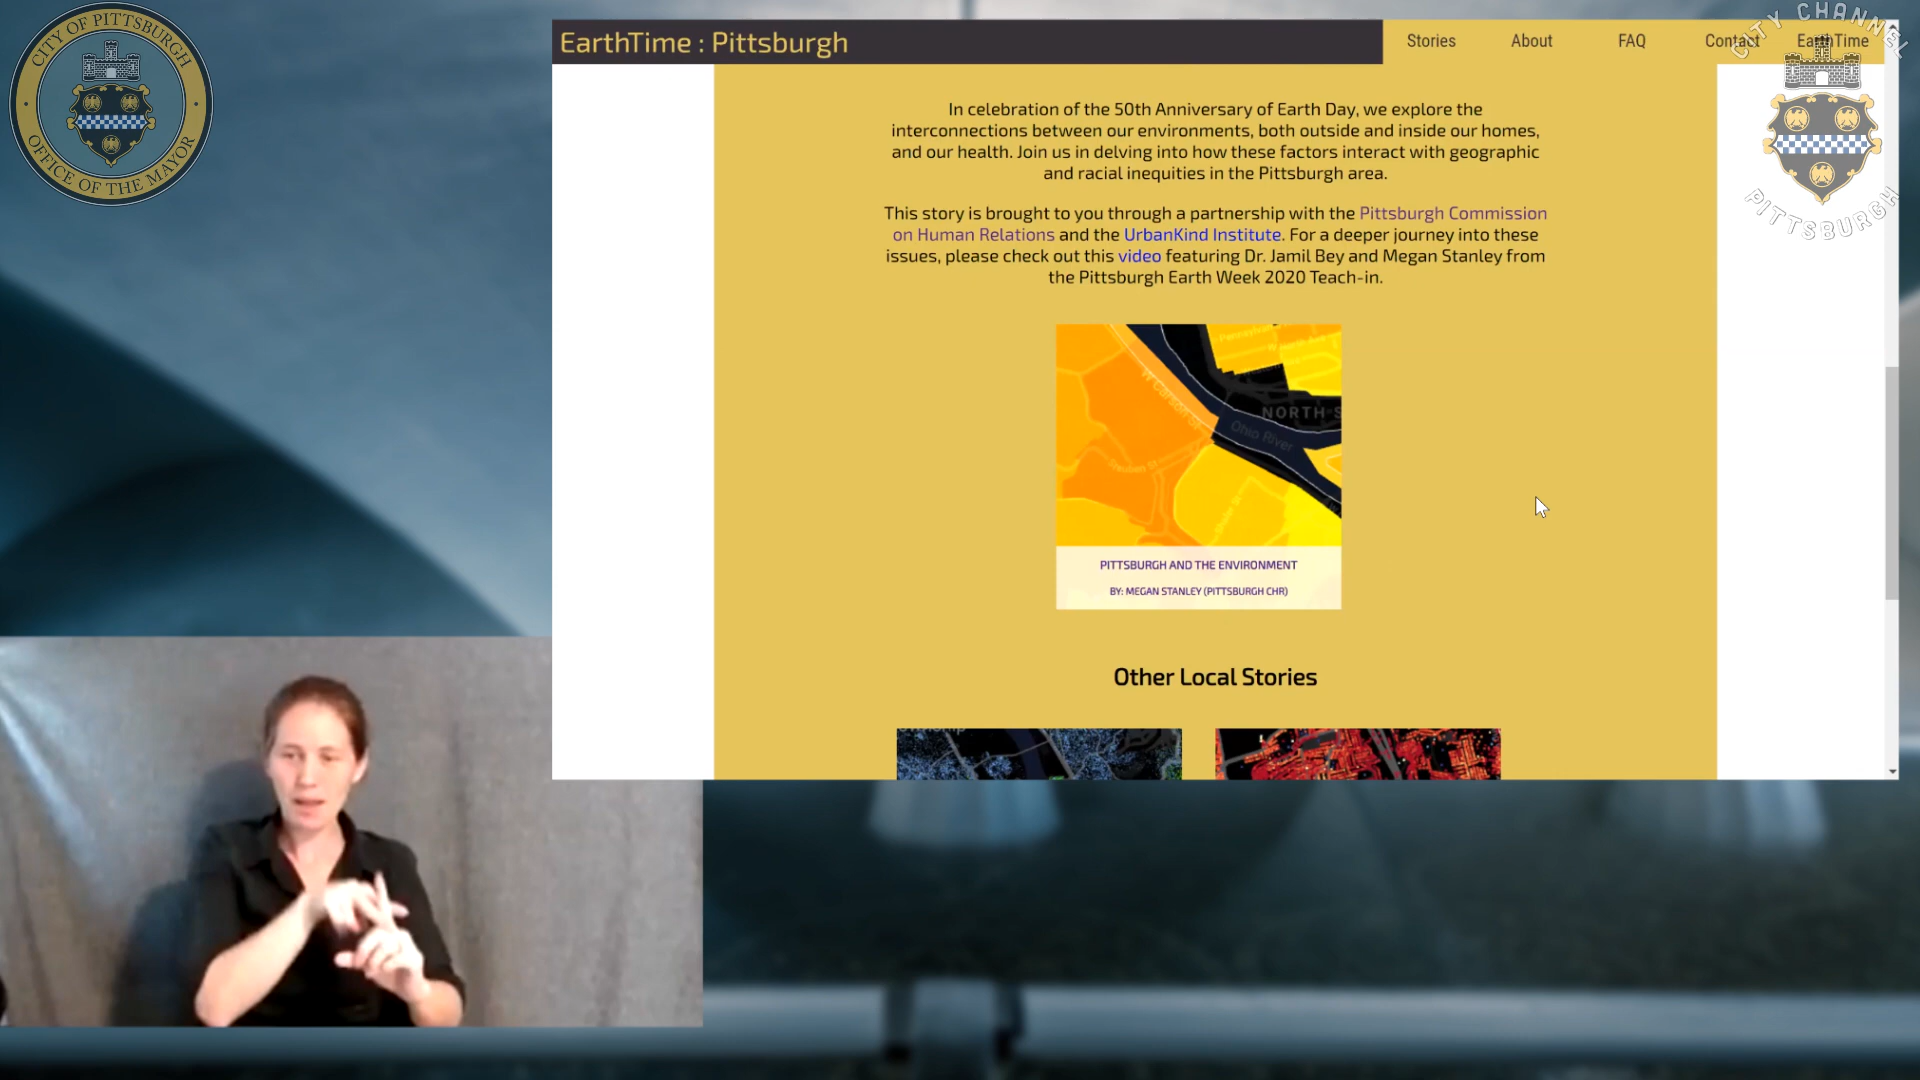 CITY OF PITTSBURGH
OFFICE OF THE MAYOR
EarthTime : Pittsburgh
Stories
About
FAQ
Contact
EarthTime
CITY CHANNEL
PITTSBURGH
In celebration of the 50th Anniversary of Earth Day, we explore the
interconnections between our environments, both outside and inside our homes,
and our health. Join us in delving into how these factors interact with geographic
and racial inequities in the Pittsburgh area.
This story is brought to you through a partnership with the Pittsburgh Commission
on Human Relations and the UrbanKind Institute. For a deeper journey into these
issues, please check out this video featuring Dr. Jamil Bey and Megan Stanley from
the Pittsburgh Earth Week 2020 Teach-in.
W Carson St
NORTH S
Ohio River
PITTSBURGH AND THE ENVIRONMENT
BY: MEGAN STANLEY (PITTSBURGH CHR)
Other Local Stories